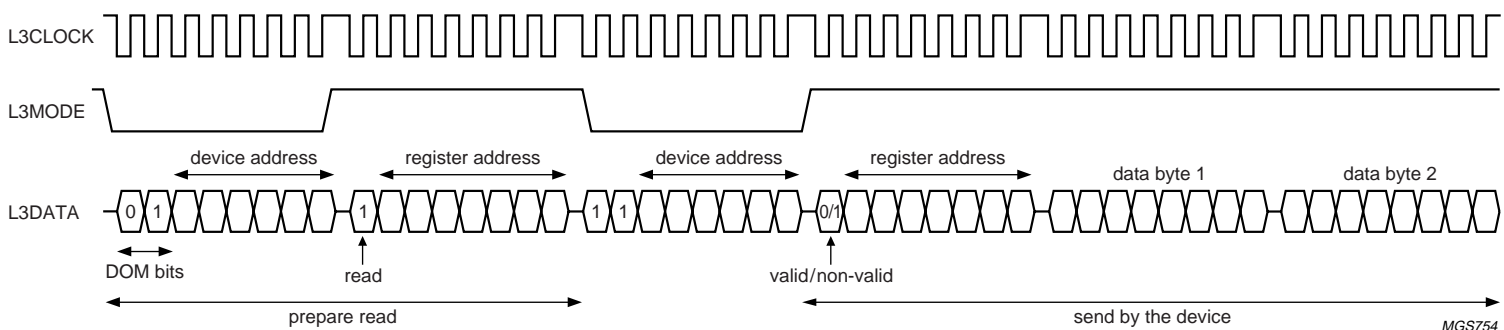 L3CLOCK
L3MODE
device address
register address
device address
register address
data byte 1
data byte 2
L3DATA
0
1
1
1
1
0/1
DOM bits
read
valid/non-valid
prepare read
send by the device
MGS754